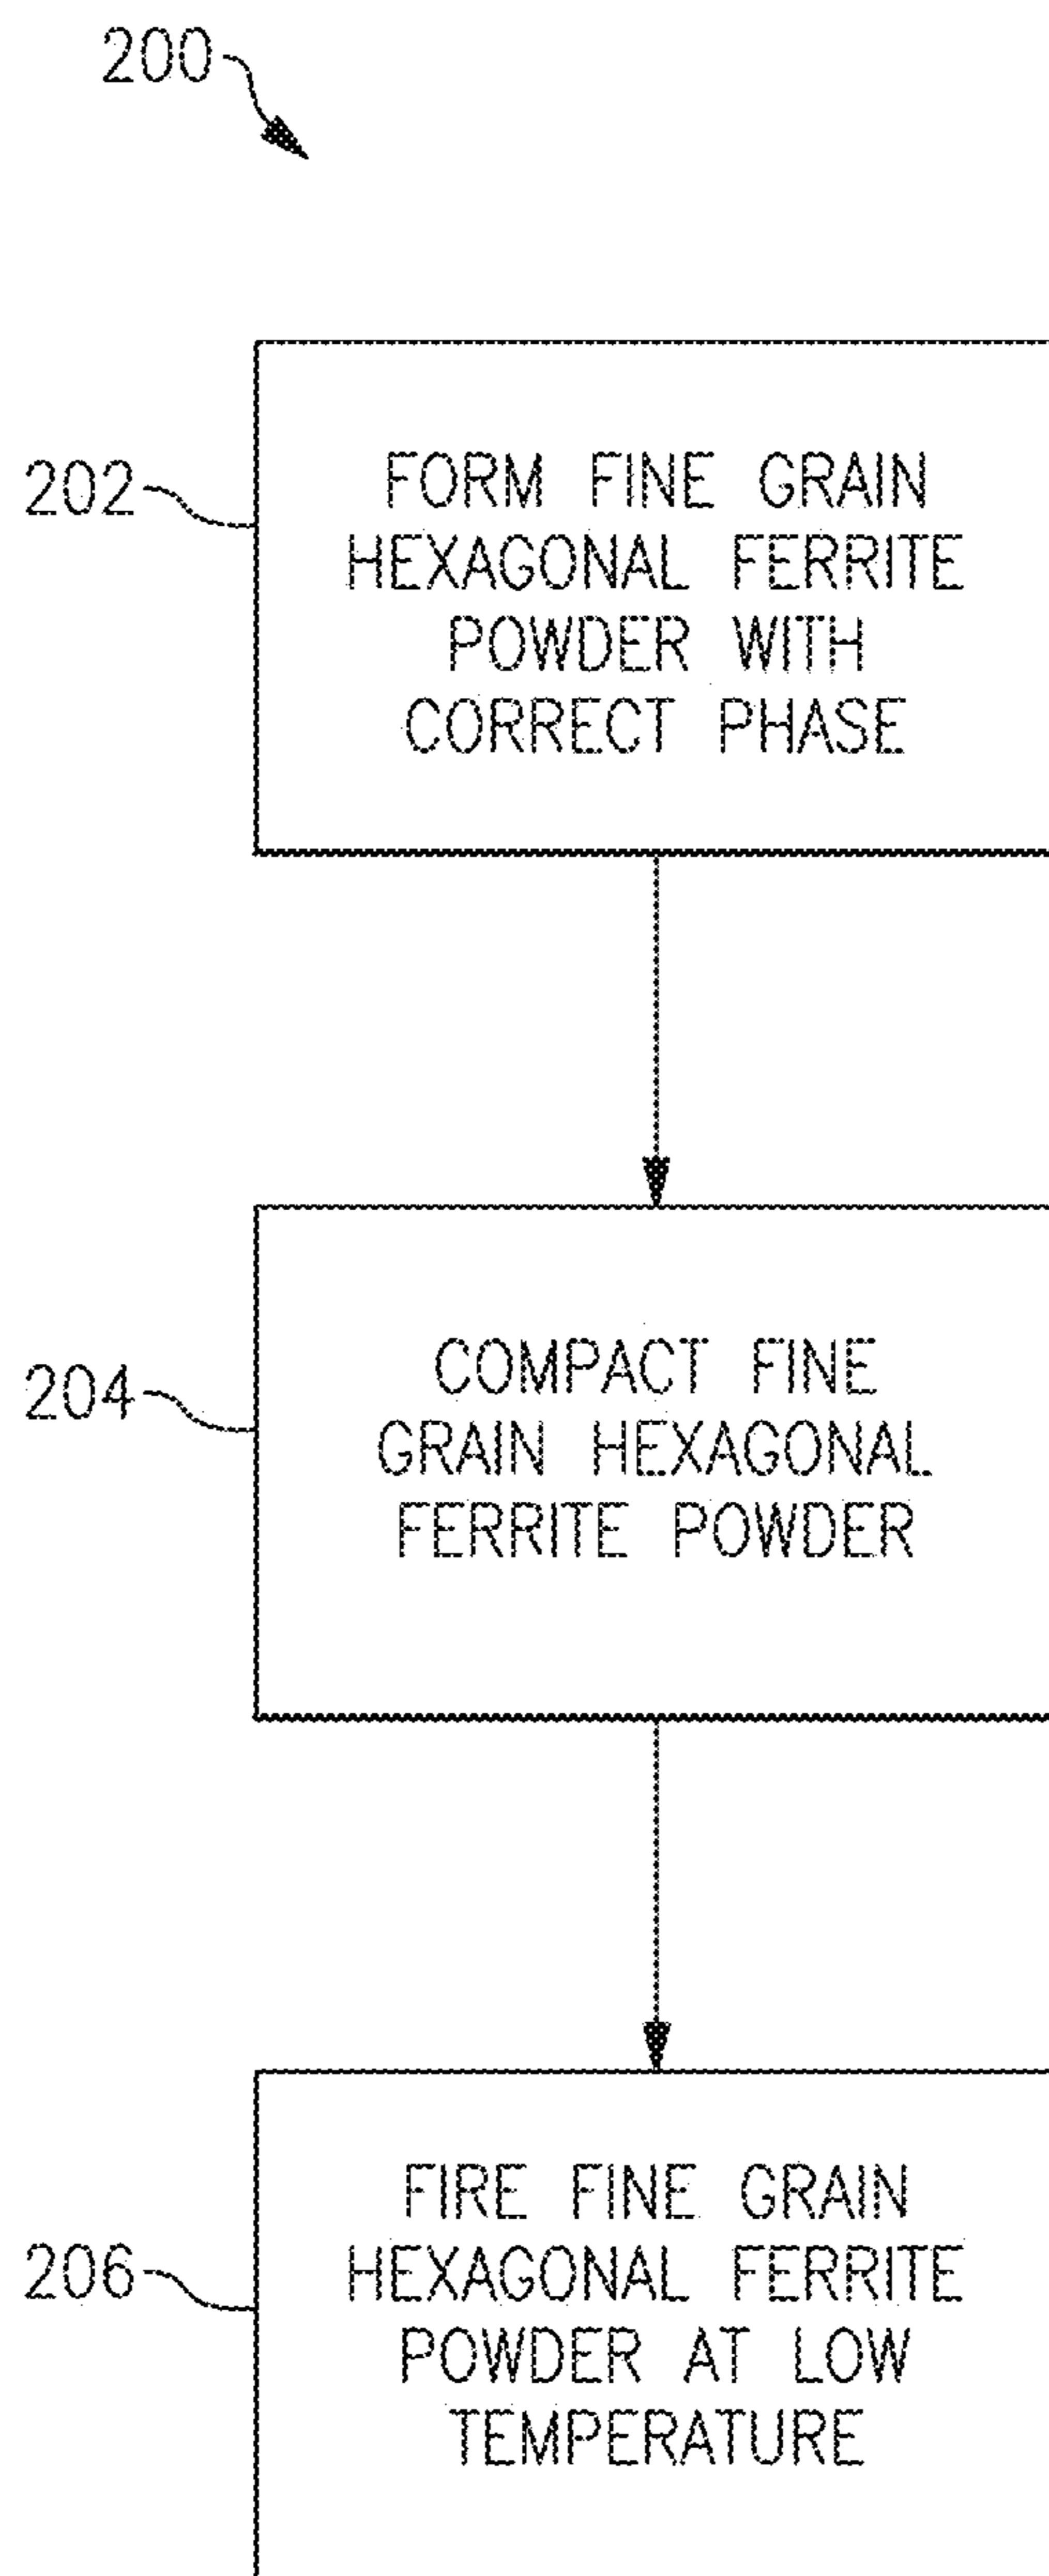 200
202
FORM FINE GRAIN
HEXAGONAL FERRITE
POWDER WITH
CORRECT PHASE
204
COMPACT FINE
GRAIN HEXAGONAL
FERRITE POWDER
206
FIRE FINE GRAIN
HEXAGONAL FERRITE
POWDER AT LOW
TEMPERATURE